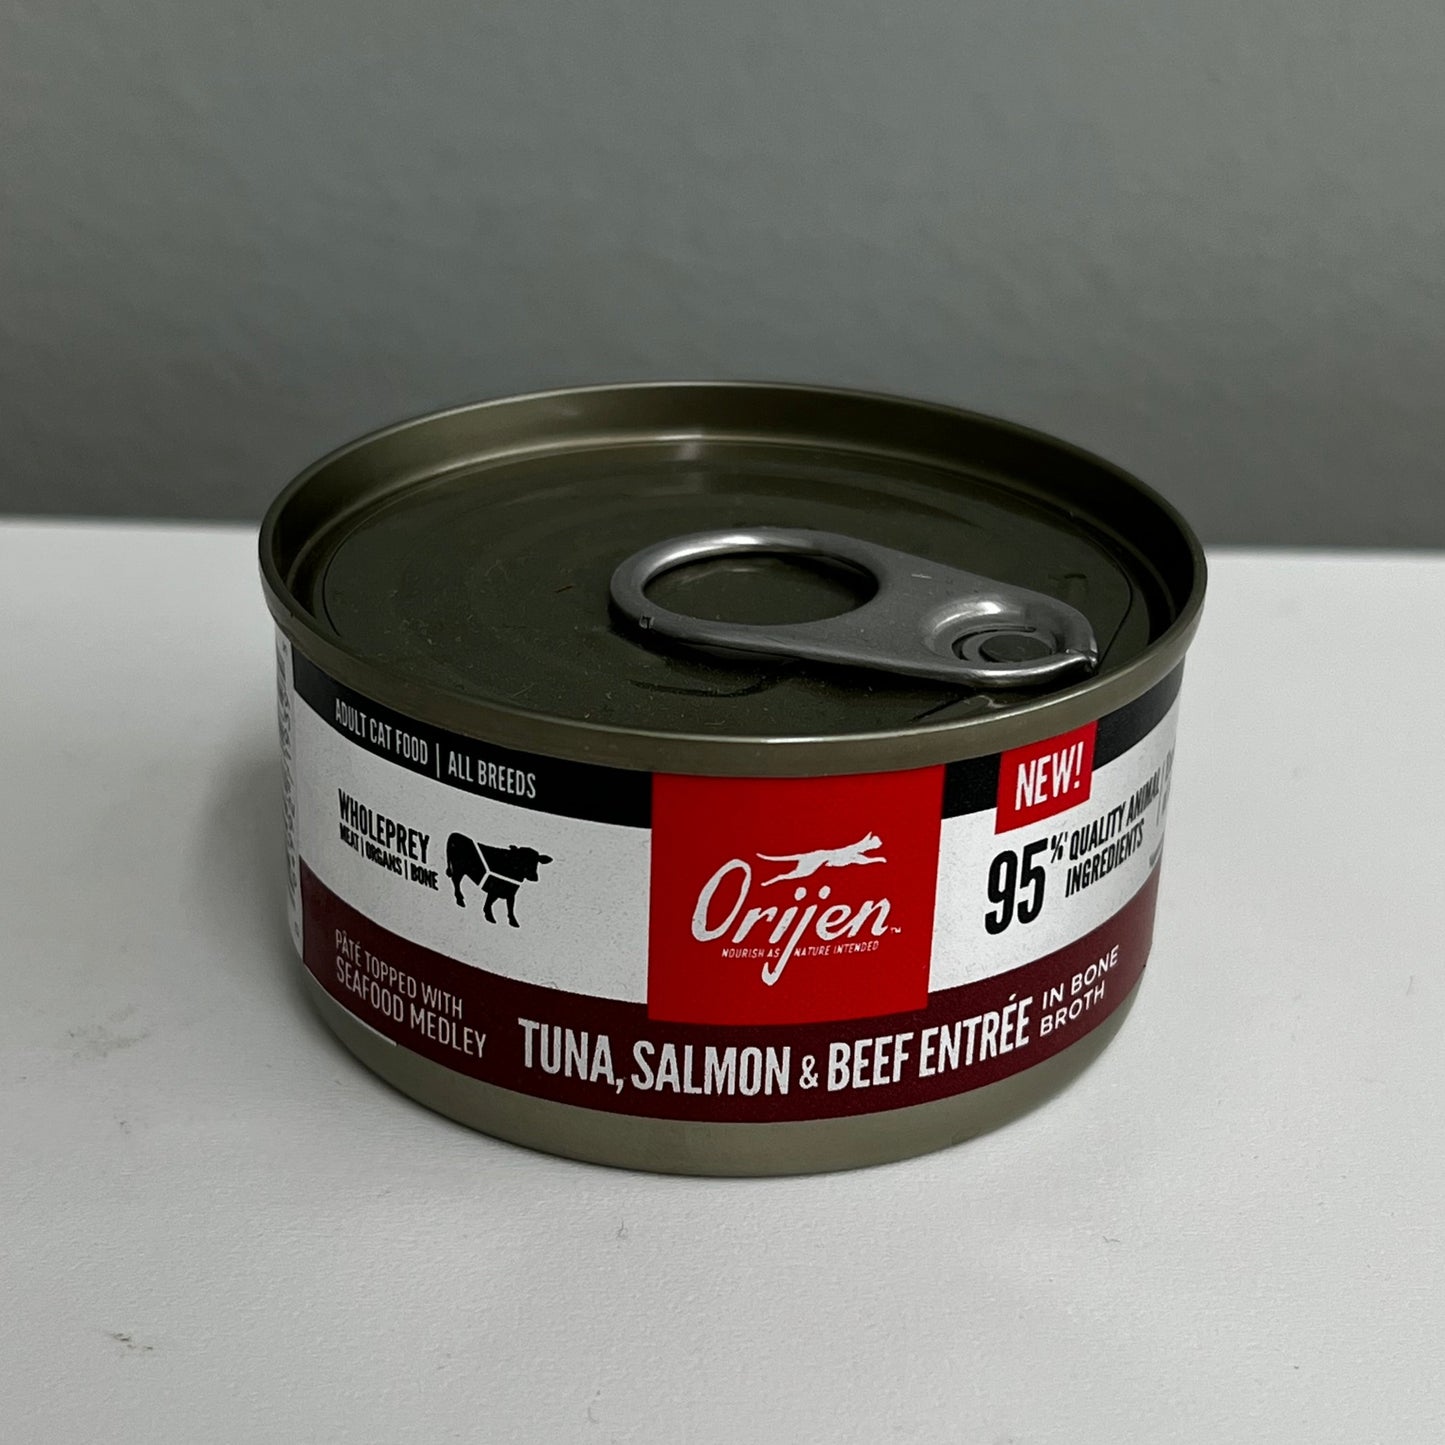 ADULT CAT FOOD | ALL BREEDS
WHOLEPREY
MEAT | ORGANS | BONE
PÂTÉ TOPPED WITH
SEAFOOD MEDLEY
Orijen™
NOURISH AS NATURE INTENDED
TUNA, SALMON & BEEF ENTRÉE
IN BONE
BROTH
NEW!
95% QUALITY ANIMAL
INGREDIENTS